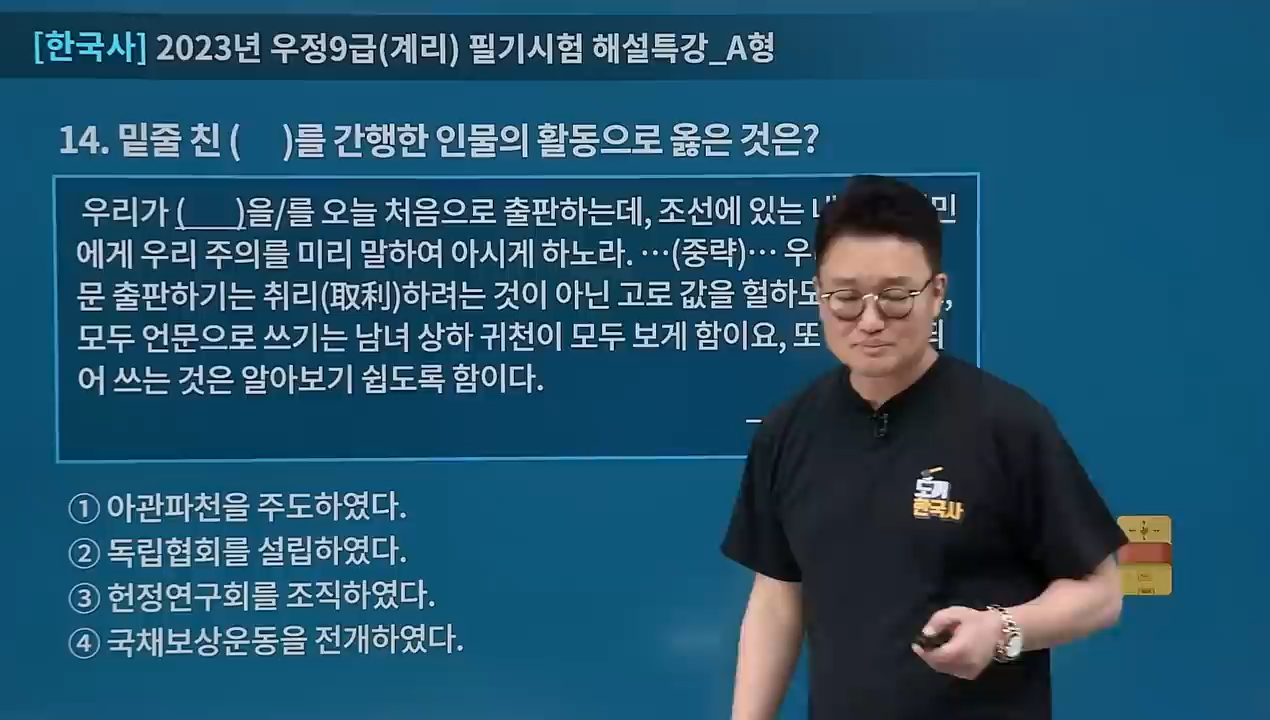 [한국사] 2023년 우정9급(계리) 필기시험 해설특강_A형
14. 밑줄 친 ( )를 간행한 인물의 활동으로 옳은 것은?
우리가 ( )을/를 오늘 처음으로 출판하는데, 조선에 있는 민
에게 우리 주의를 미리 말하여 아시게 하노라. …(중략)… 우
문 출판하기는 취리(取利)하려는 것이 아닌 고로 값을 헐하도
모두 언문으로 쓰기는 남녀 상하 귀천이 모두 보게 함이요, 또
어 쓰는 것은 알아보기 쉽도록 함이다.
① 아관파천을 주도하였다.
② 독립협회를 설립하였다.
③ 헌정연구회를 조직하였다.
④ 국채보상운동을 전개하였다.
도끼
한국사